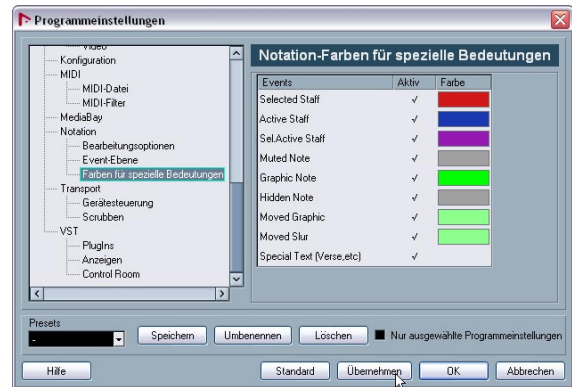 Programmeinstellungen
Video
Konfiguration
MIDI
MIDI-Datei
MIDI-Filter
MediaBay
Notation
Bearbeitungsoptionen
Event-Ebene
Farben für spezielle Bedeutungen
Transport
Gerätesteuerung
Scrubben
VST
PlugIns
Anzeigen
Control Room
Notation-Farben für spezielle Bedeutungen
Events Aktiv Farbe
Selected Staff
Active Staff
Sel.Active Staff
Muted Note
Graphic Note
Hidden Note
Moved Graphic
Moved Slur
Special Text (Verse,etc)
Presets
-
Speichern Umbenennen Löschen Nur ausgewählte Programmeinstellungen
Hilfe Standard Übernehmen OK Abbrechen